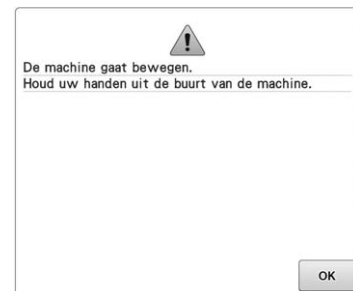 De machine gaat bewegen.
Houd uw handen uit de buurt van de machine.
OK